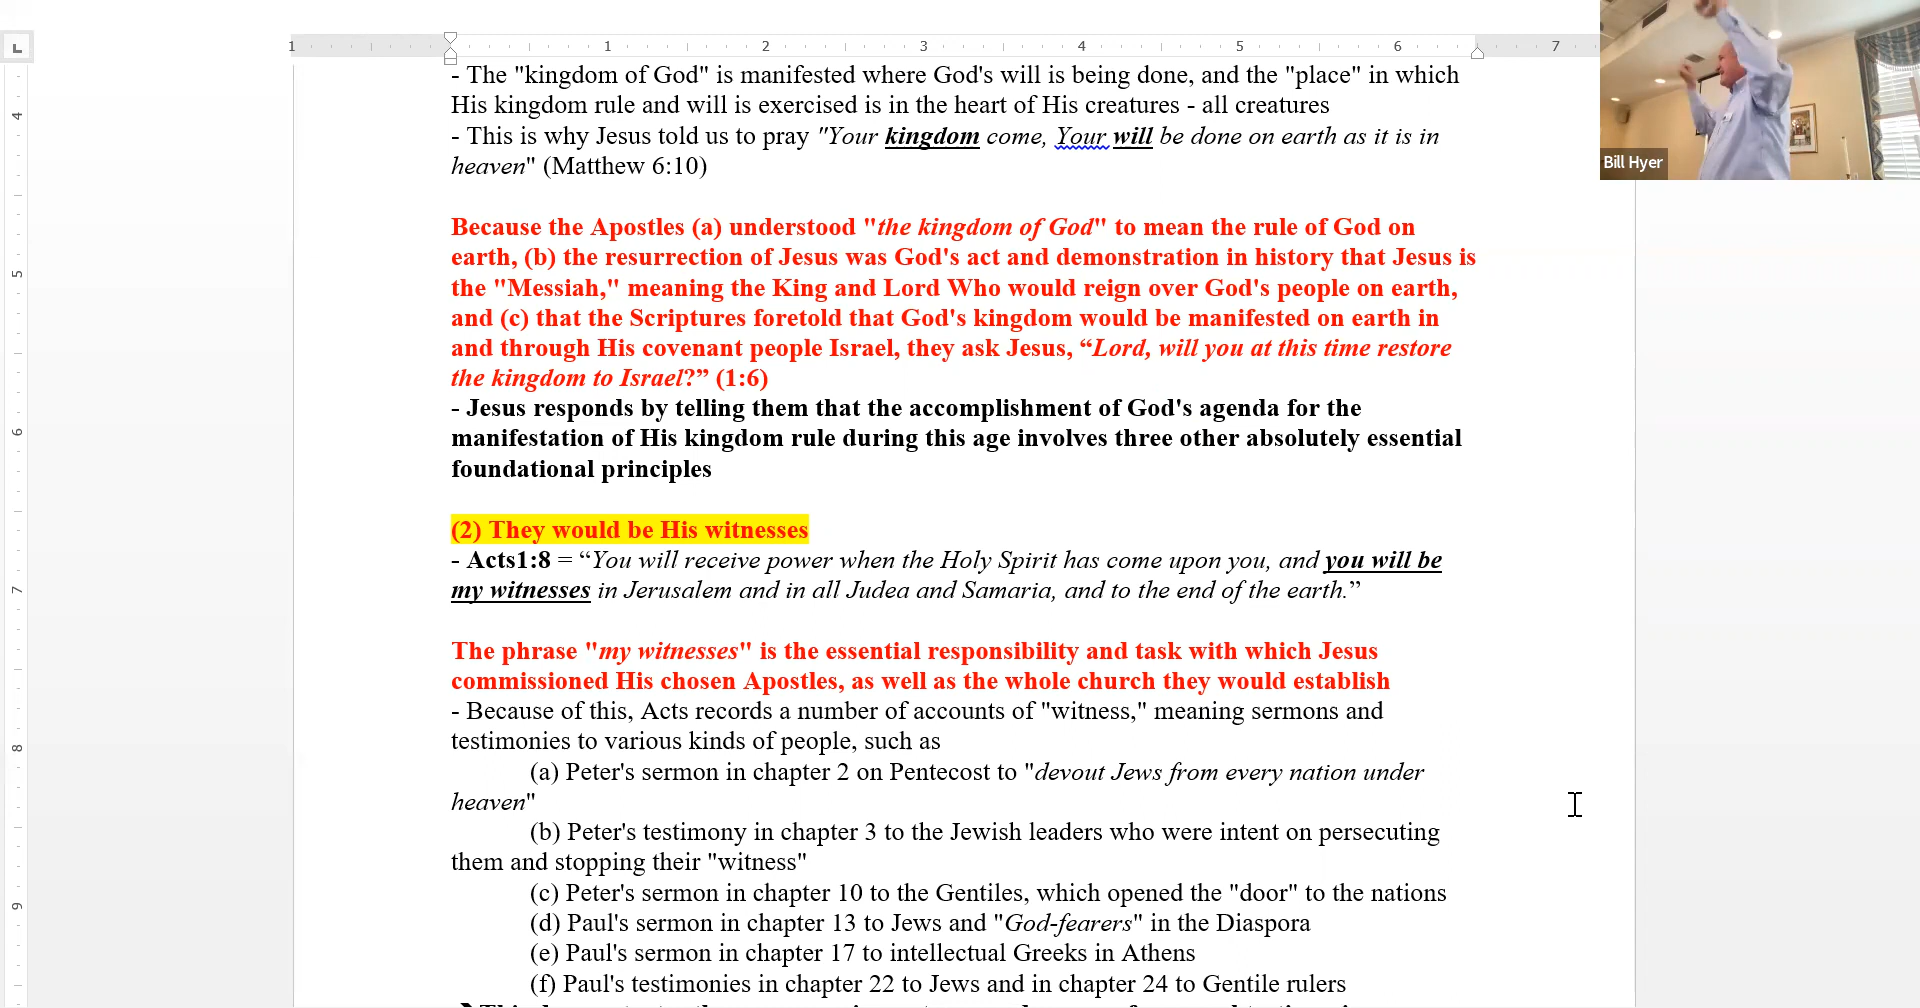 1 1 2 3 4 5 6 7
- The "kingdom of God" is manifested where God's will is being done, and the "place" in which
His kingdom rule and will is exercised is in the heart of His creatures - all creatures
- This is why Jesus told us to pray "Your kingdom come, Your will be done on earth as it is in
heaven" (Matthew 6:10)
Because the Apostles (a) understood "the kingdom of God" to mean the rule of God on
earth, (b) the resurrection of Jesus was God's act and demonstration in history that Jesus is
the "Messiah," meaning the King and Lord Who would reign over God's people on earth,
and (c) that the Scriptures foretold that God's kingdom would be manifested on earth in
and through His covenant people Israel, they ask Jesus, “Lord, will you at this time restore
the kingdom to Israel?” (1:6)
- Jesus responds by telling them that the accomplishment of God's agenda for the
manifestation of His kingdom rule during this age involves three other absolutely essential
foundational principles
(2) They would be His witnesses
- Acts1:8 = “You will receive power when the Holy Spirit has come upon you, and you will be
my witnesses in Jerusalem and in all Judea and Samaria, and to the end of the earth.”
The phrase "my witnesses" is the essential responsibility and task with which Jesus
commissioned His chosen Apostles, as well as the whole church they would establish
- Because of this, Acts records a number of accounts of "witness," meaning sermons and
testimonies to various kinds of people, such as
(a) Peter's sermon in chapter 2 on Pentecost to "devout Jews from every nation under
heaven"
(b) Peter's testimony in chapter 3 to the Jewish leaders who were intent on persecuting
them and stopping their "witness"
(c) Peter's sermon in chapter 10 to the Gentiles, which opened the "door" to the nations
(d) Paul's sermon in chapter 13 to Jews and "God-fearers" in the Diaspora
(e) Paul's sermon in chapter 17 to intellectual Greeks in Athens
(f) Paul's testimonies in chapter 22 to Jews and in chapter 24 to Gentile rulers
Bill Hyer
4
5
6
7
8
9